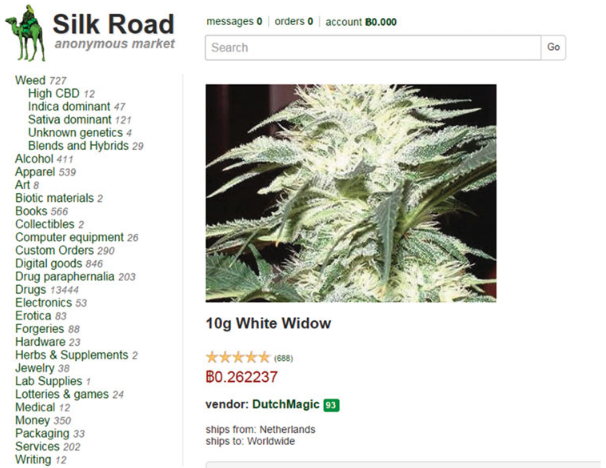 Silk Road
anonymous market
messages 0 orders 0 account ฿0.000
Search Go
Weed 727
High CBD 12
Indica dominant 47
Sativa dominant 121
Unknown genetics 4
Blends and Hybrids 29
Alcohol 411
Apparel 539
Art 8
Biotic materials 2
Books 566
Collectibles 2
Computer equipment 26
Custom Orders 290
Digital goods 846
Drug paraphernalia 203
Drugs 13444
Electronics 53
Erotica 83
Forgeries 88
Hardware 23
Herbs & Supplements 2
Jewelry 38
Lab Supplies 1
Lotteries & games 24
Medical 12
Money 350
Packaging 33
Services 202
Writing 12
10g White Widow
(688)
฿0.262237
vendor: DutchMagic 93
ships from: Netherlands
ships to: Worldwide